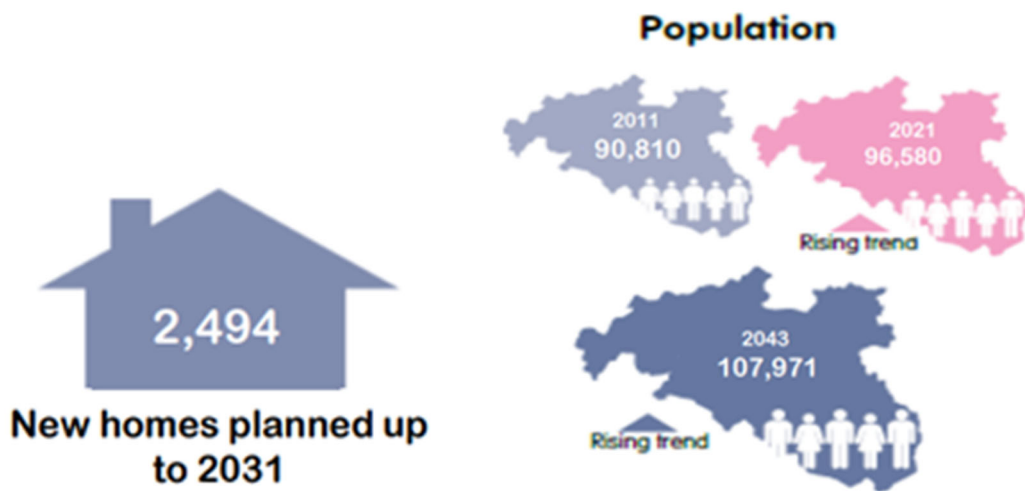 2,494
New homes planned up
to 2031
Population
2011
90,810
2021
96,580
Rising trend
2043
107,971
Rising trend